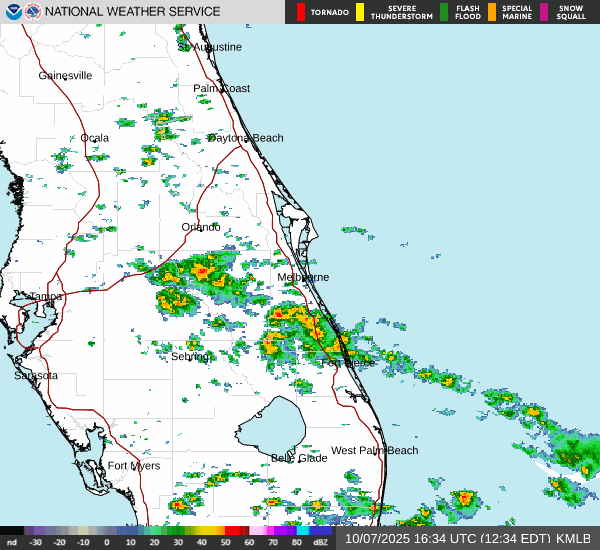 NATIONAL WEATHER SERVICE
TORNADO
SEVERE
THUNDERSTORM
FLASH
FLOOD
SPECIAL
MARINE
SNOW
SQUALL
St. Augustine
Gainesville
Palm Coast
Ocala
Daytona Beach
Orlando
Melbourne
Tampa
Sebring
Fort Pierce
Sarasota
West Palm Beach
Belle Glade
Fort Myers
nd -30 -20 -10 0 10 20 30 40 50 60 70 80 dBZ
10/07/2025 16:34 UTC (12:34 EDT) KMLB